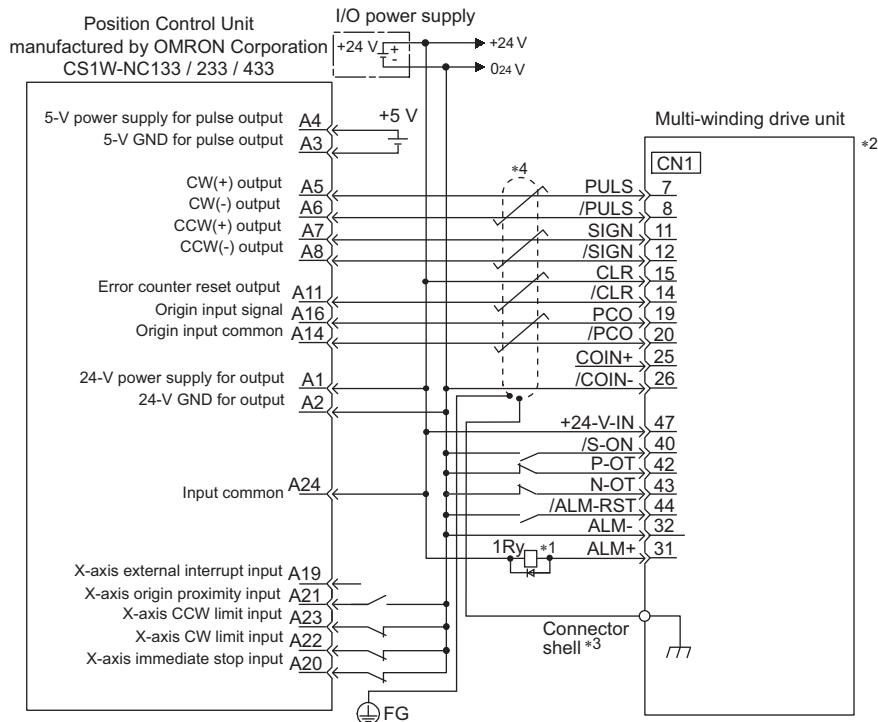 I/O power supply
Position Control Unit
manufactured by OMRON Corporation
CS1W-NC133 / 233 / 433
+24 V
+
-
+24 V
024 V
5-V power supply for pulse output A4
+5 V
5-V GND for pulse output A3
Multi-winding drive unit
*2
CN1
*4
CW(+) output A5 PULS 7
CW(-) output A6 /PULS 8
CCW(+) output A7 SIGN 11
CCW(-) output A8 /SIGN 12
CLR 15
Error counter reset output A11 /CLR 14
Origin input signal A16 PCO 19
Origin input common A14 /PCO 20
COIN+ 25
24-V power supply for output A1 /COIN- 26
24-V GND for output A2
+24-V-IN 47
/S-ON 40
P-OT 42
Input common A24 N-OT 43
/ALM-RST 44
ALM- 32
1Ry *1 ALM+ 31
X-axis external interrupt input A19
X-axis origin proximity input A21
X-axis CCW limit input A23
X-axis CW limit input A22
X-axis immediate stop input A20
Connector
shell *3
FG